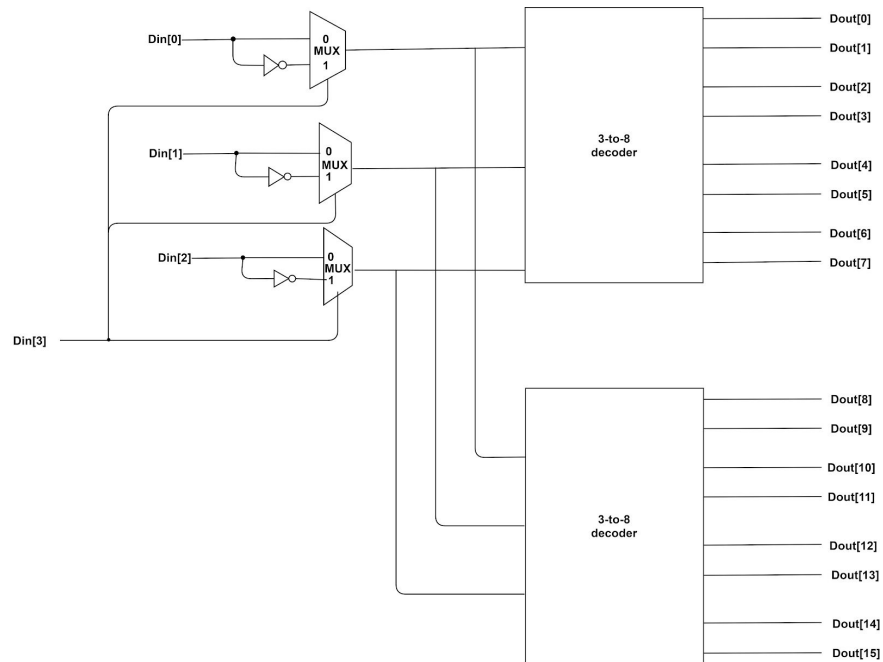 Din[0]
0
MUX
1
Din[1]
0
MUX
1
Din[2]
0
MUX
1
Din[3]
3-to-8
decoder
Dout[0]
Dout[1]
Dout[2]
Dout[3]
Dout[4]
Dout[5]
Dout[6]
Dout[7]
3-to-8
decoder
Dout[8]
Dout[9]
Dout[10]
Dout[11]
Dout[12]
Dout[13]
Dout[14]
Dout[15]